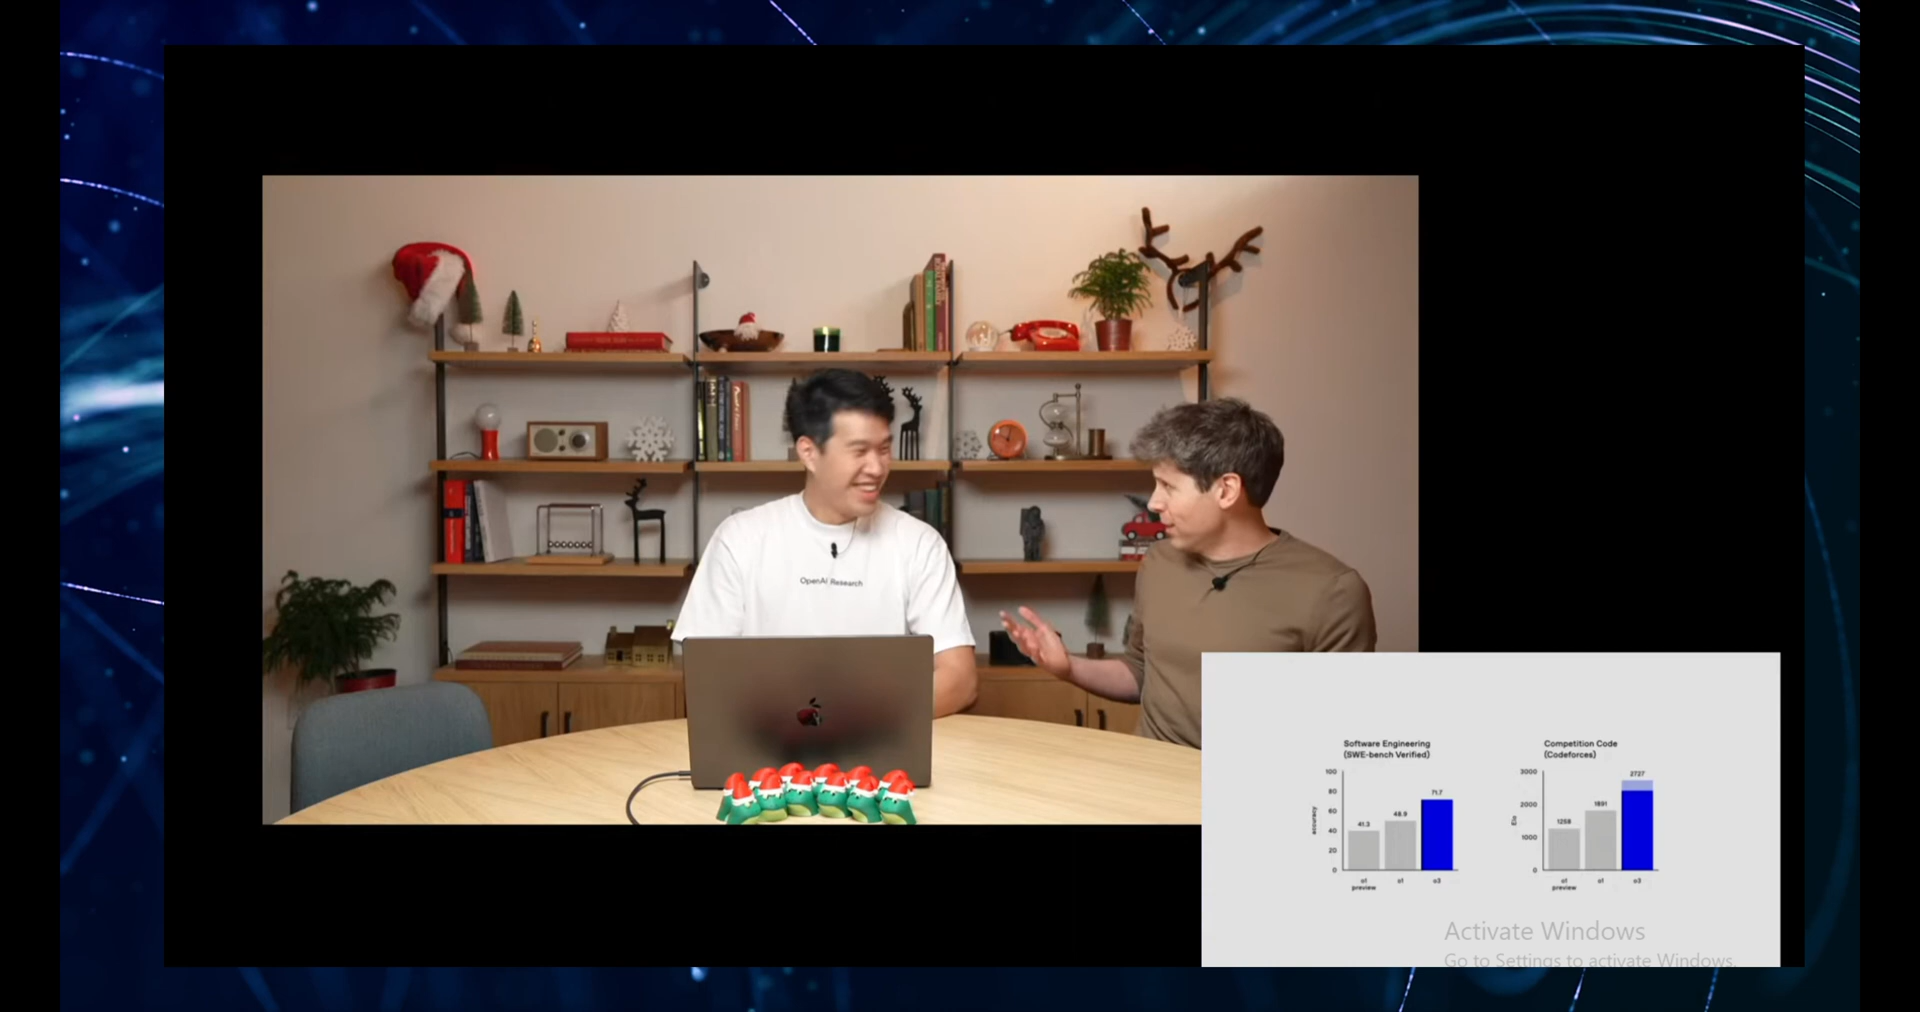 OpenAI Research
Software Engineering
(SWE-bench Verified)
100
80
60
40
20
0
accuracy
41.3
48.9
71.7
o1
preview
o1
o3
Competition Code
(Codeforces)
3000
2000
1000
0
Elo
1258
1891
2727
o1
preview
o1
o3
Activate Windows
Go to Settings to activate Windows.